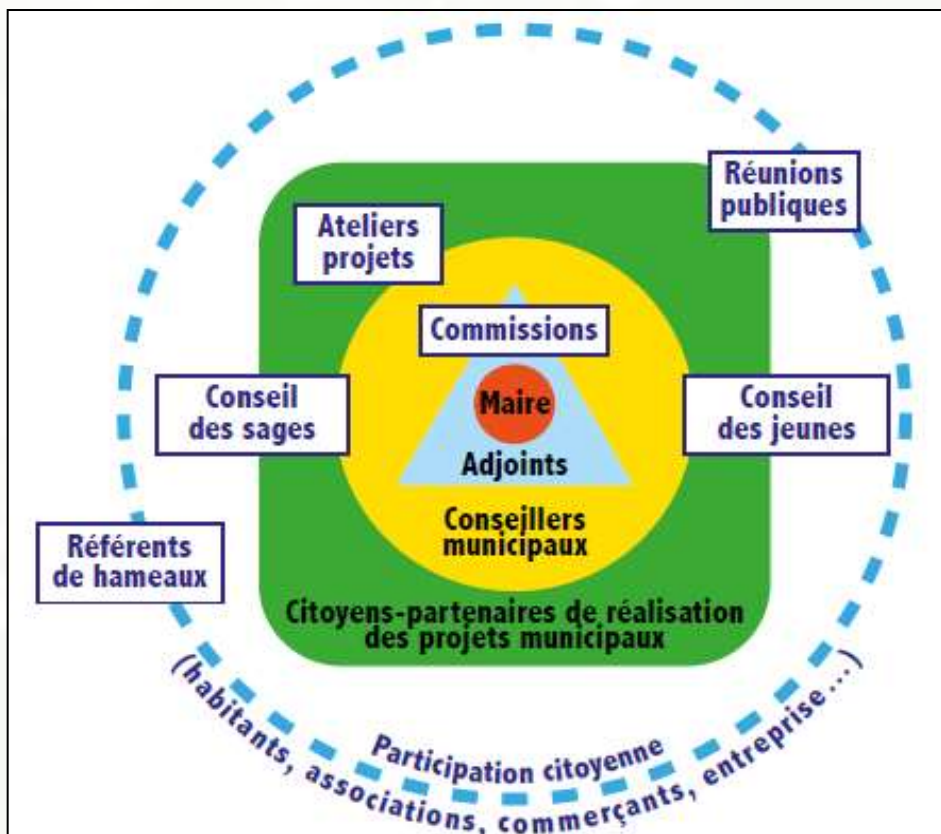 Réunions
publiques
Ateliers
projets
Commissions
Conseil
des sages
Maire
Conseil
des jeunes
Adjoints
Conseillers
municipaux
Référents
de hameaux
Citoyens-partenaires de réalisation
des projets municipaux
Participation citoyenne
(habitants, associations, commerçants, entreprise...)